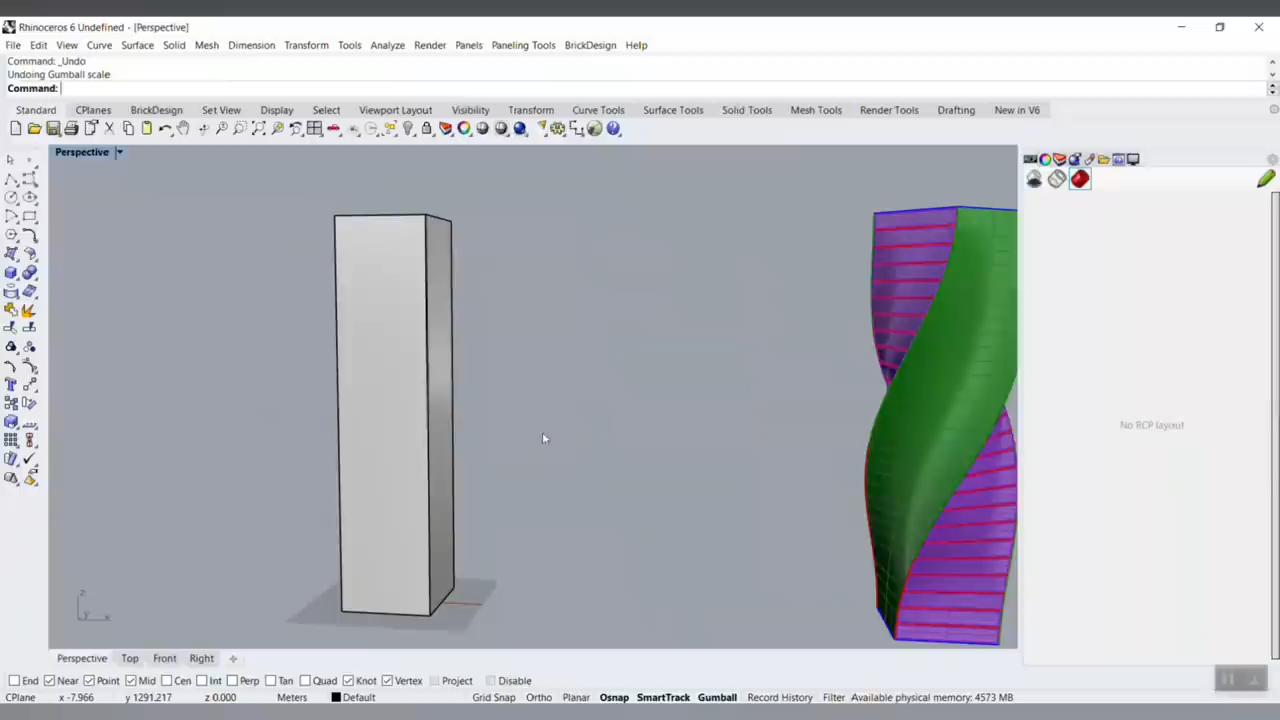 Rhinoceros 6 Undefined - [Perspective]
File Edit View Curve Surface Solid Mesh Dimension Transform Tools Analyze Render Panels Paneling Tools BrickDesign Help
Command: _Undo
Undoing Gumball scale
Command:
Standard CPlanes BrickDesign Set View Display Select Viewport Layout Visibility Transform Curve Tools Surface Tools Solid Tools Mesh Tools Render Tools Drafting New in V6
Perspective
No RCP layout
z
y x
Perspective Top Front Right
End Near Point Mid Cen Int Perp Tan Quad Knot Vertex Project Disable
CPlane x -7.966 y 1291.217 z 0.000 Meters Default Grid Snap Ortho Planar Osnap SmartTrack Gumball Record History Filter Available physical memory: 4573 MB